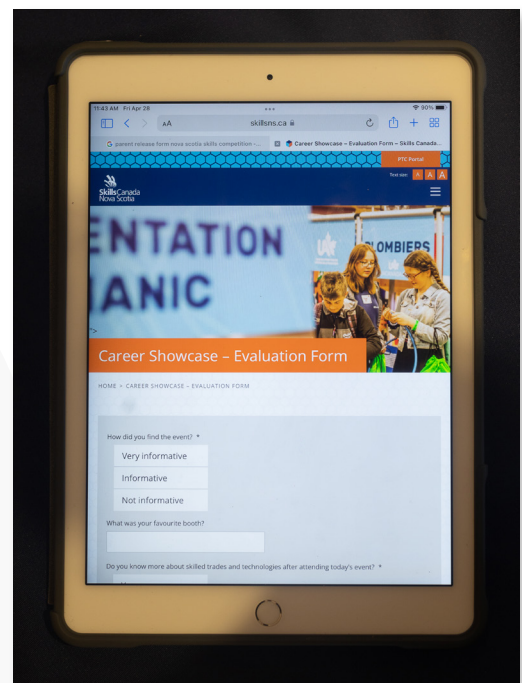 11:43 AM Fri Apr 28
90%
AA
skillsns.ca
parent release form nova scotia skills competition -...
Career Showcase – Evaluation Form – Skills Canada...
PTC Portal
Text size: A A A
SkillsCanada
Nova Scotia
ENTATION
ANIC
PLOMBIERS
>
Career Showcase – Evaluation Form
HOME > CAREER SHOWCASE – EVALUATION FORM
How did you find the event? *
Very informative
Informative
Not informative
What was your favourite booth?
Do you know more about skilled trades and technologies after attending today's event? *